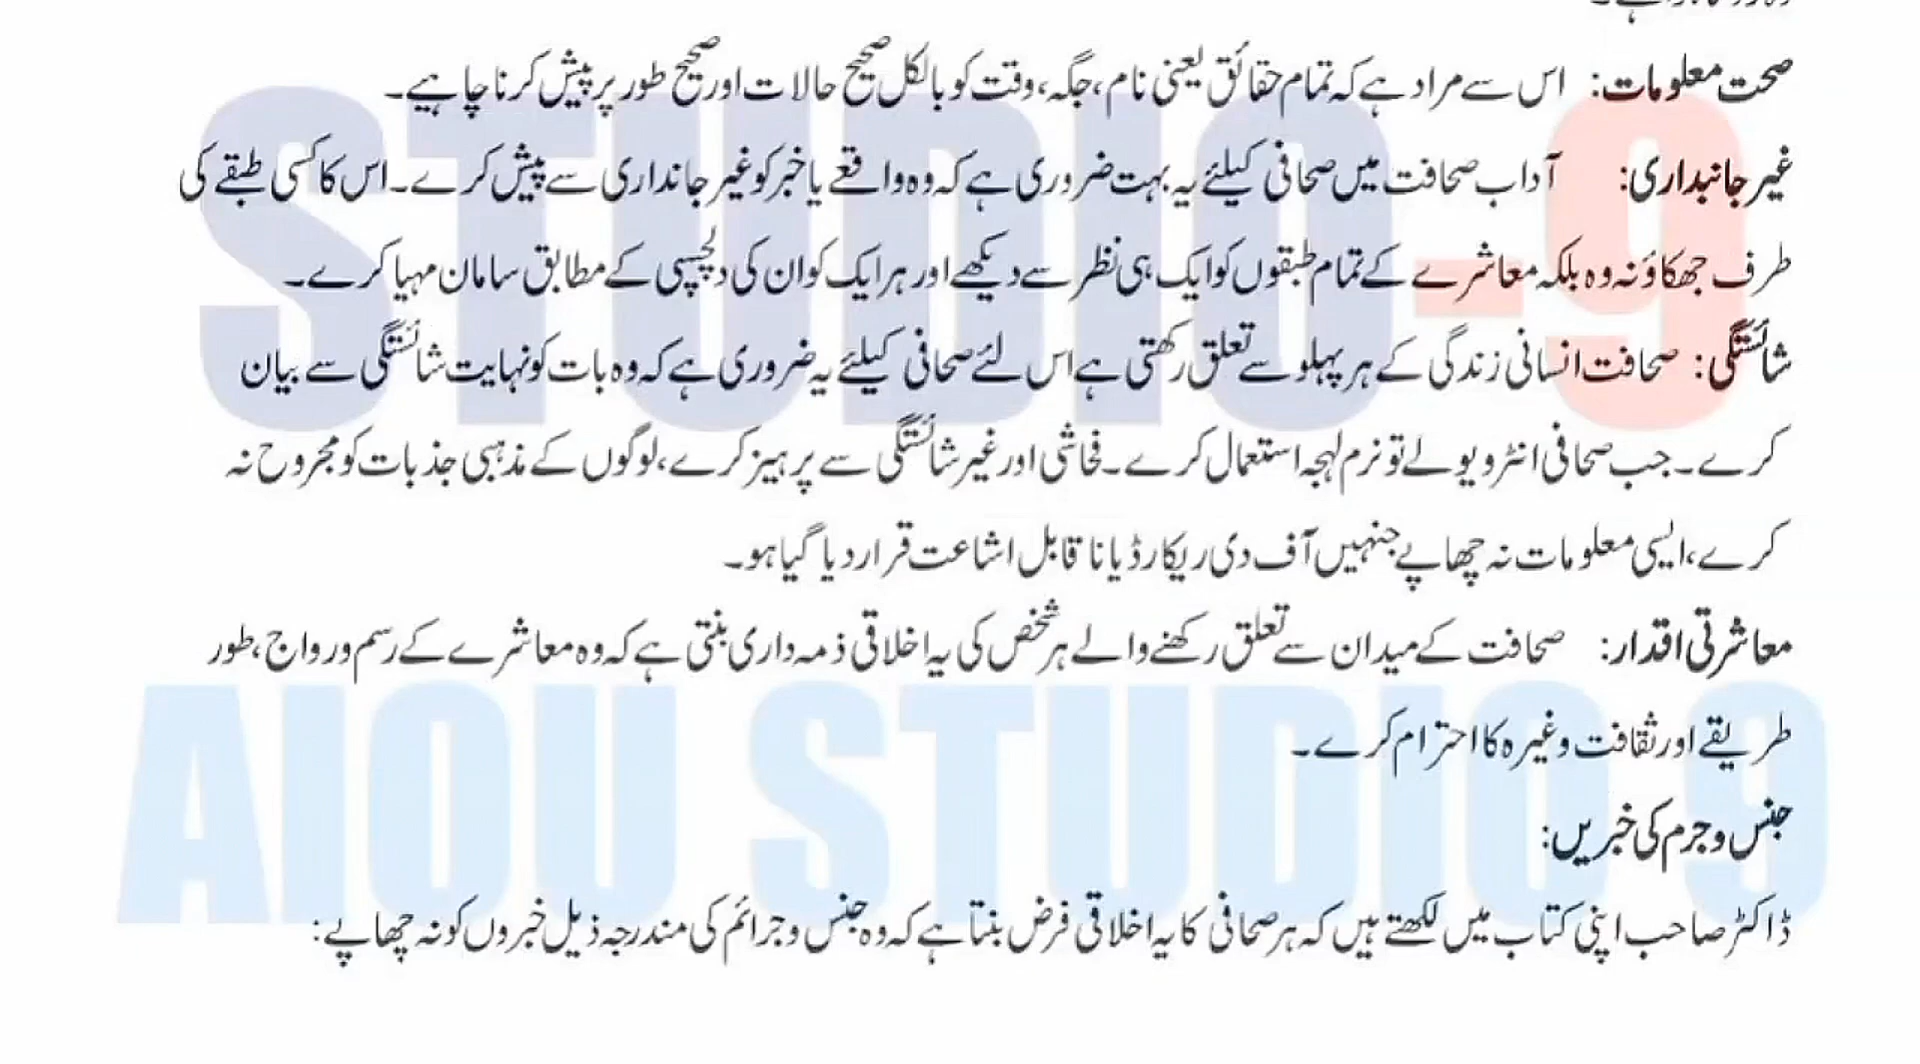 صحت معلومات: اس سے مراد ہے کہ تمام حقائق یعنی نام، جگہ، وقت کو بالکل صحیح حالات اور صحیح طور پر پیش کرنا چاہیے۔
غیر جانبداری: آداب صحافت میں صحافی کیلئے یہ بہت ضروری ہے کہ وہ واقعے یا خبر کو غیر جانداری سے پیش کرے۔ اس کا کسی طبقے کی
طرف جھکاؤ نہ وہ بلکہ معاشرے کے تمام طبقوں کو ایک ہی نظر سے دیکھے اور ہر ایک کو ان کی دلچسپی کے مطابق سامان مہیا کرے۔
شائستگی: صحافت انسانی زندگی کے ہر پہلو سے تعلق رکھتی ہے اس لئے صحافی کیلئے یہ ضروری ہے کہ وہ بات کو نہایت شائستگی سے بیان
کرے۔ جب صحافی انٹرویو لے تو نرم لہجہ استعمال کرے۔ فحاشی اور غیر شائستگی سے پرہیز کرے، لوگوں کے مذہبی جذبات کو مجروح نہ
کرے، ایسی معلومات نہ چھاپے جنہیں آف دی ریکارڈ یا نا قابل اشاعت قرار دیا گیا ہو۔
معاشرتی اقدار: صحافت کے میدان سے تعلق رکھنے والے ہر شخص کی یہ اخلاقی ذمہ داری بنتی ہے کہ وہ معاشرے کے رسم ورواج، طور
طریقے اور ثقافت وغیرہ کا احترام کرے۔
جنس و جرم کی خبریں:
ڈاکٹر صاحب اپنی کتاب میں لکھتے ہیں کہ ہر صحافی کا یہ اخلاقی فرض بنتا ہے کہ وہ جنس و جرائم کی مندرجہ ذیل خبروں کو نہ چھاپے:
STUDIO-9
AIOU STUDIO 9